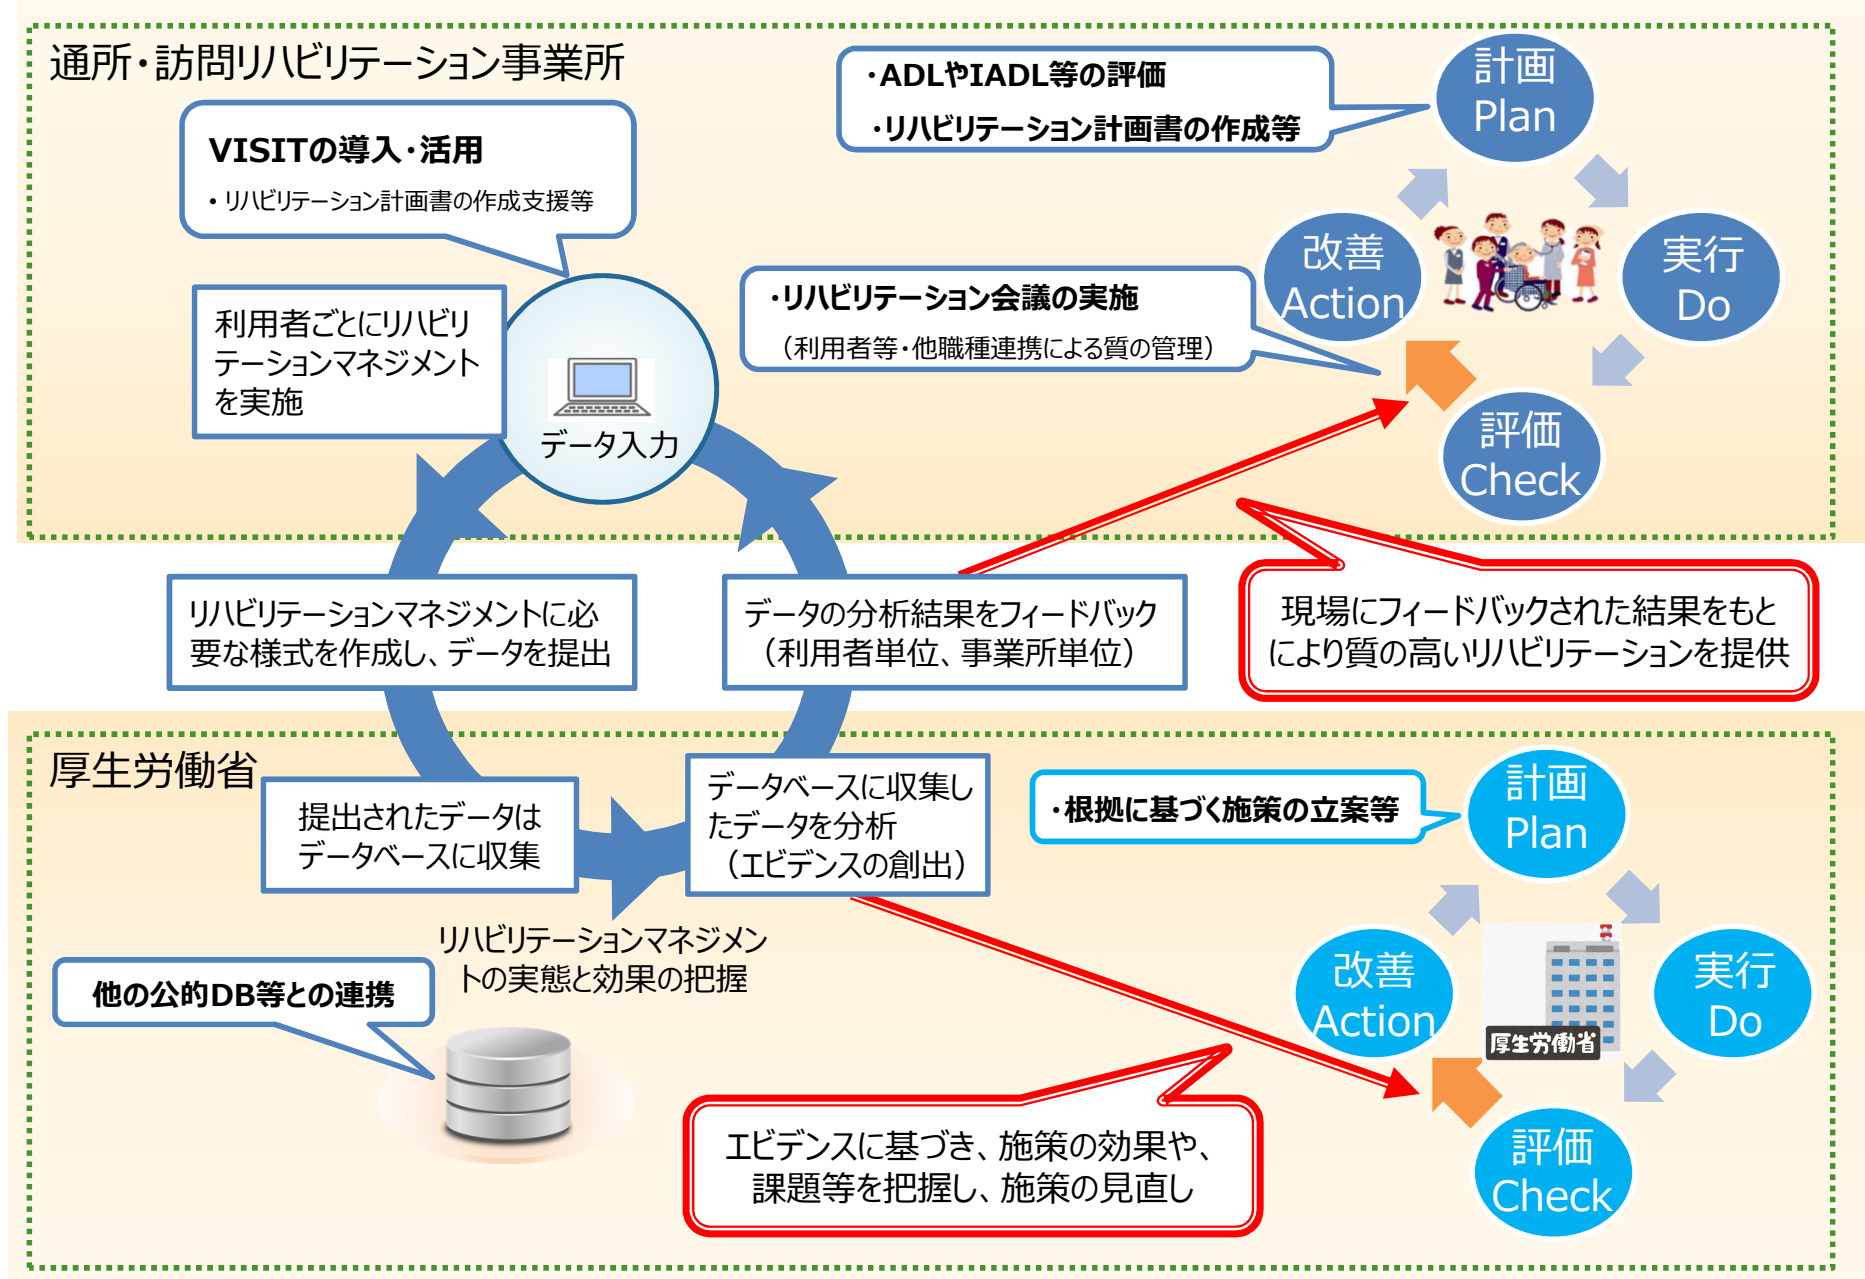 通所・訪問リハビリテーション事業所
・ADLやIADL等の評価
・リハビリテーション計画書の作成等
計画
Plan
VISITの導入・活用
・リハビリテーション計画書の作成支援等
改善
Action
実行
Do
・リハビリテーション会議の実施
（利用者等・他職種連携による質の管理）
利用者ごとにリハビリ
テーションマネジメント
を実施
データ入力
評価
Check
リハビリテーションマネジメントに必
要な様式を作成し、データを提出
データの分析結果をフィードバック
（利用者単位、事業所単位）
現場にフィードバックされた結果をもと
により質の高いリハビリテーションを提供
厚生労働省
提出されたデータは
データベースに収集
データベースに収集し
たデータを分析
（エビデンスの創出）
・根拠に基づく施策の立案等
計画
Plan
リハビリテーションマネジメン
トの実態と効果の把握
他の公的DB等との連携
改善
Action
厚生労働省
実行
Do
エビデンスに基づき、施策の効果や、
課題等を把握し、施策の見直し
評価
Check